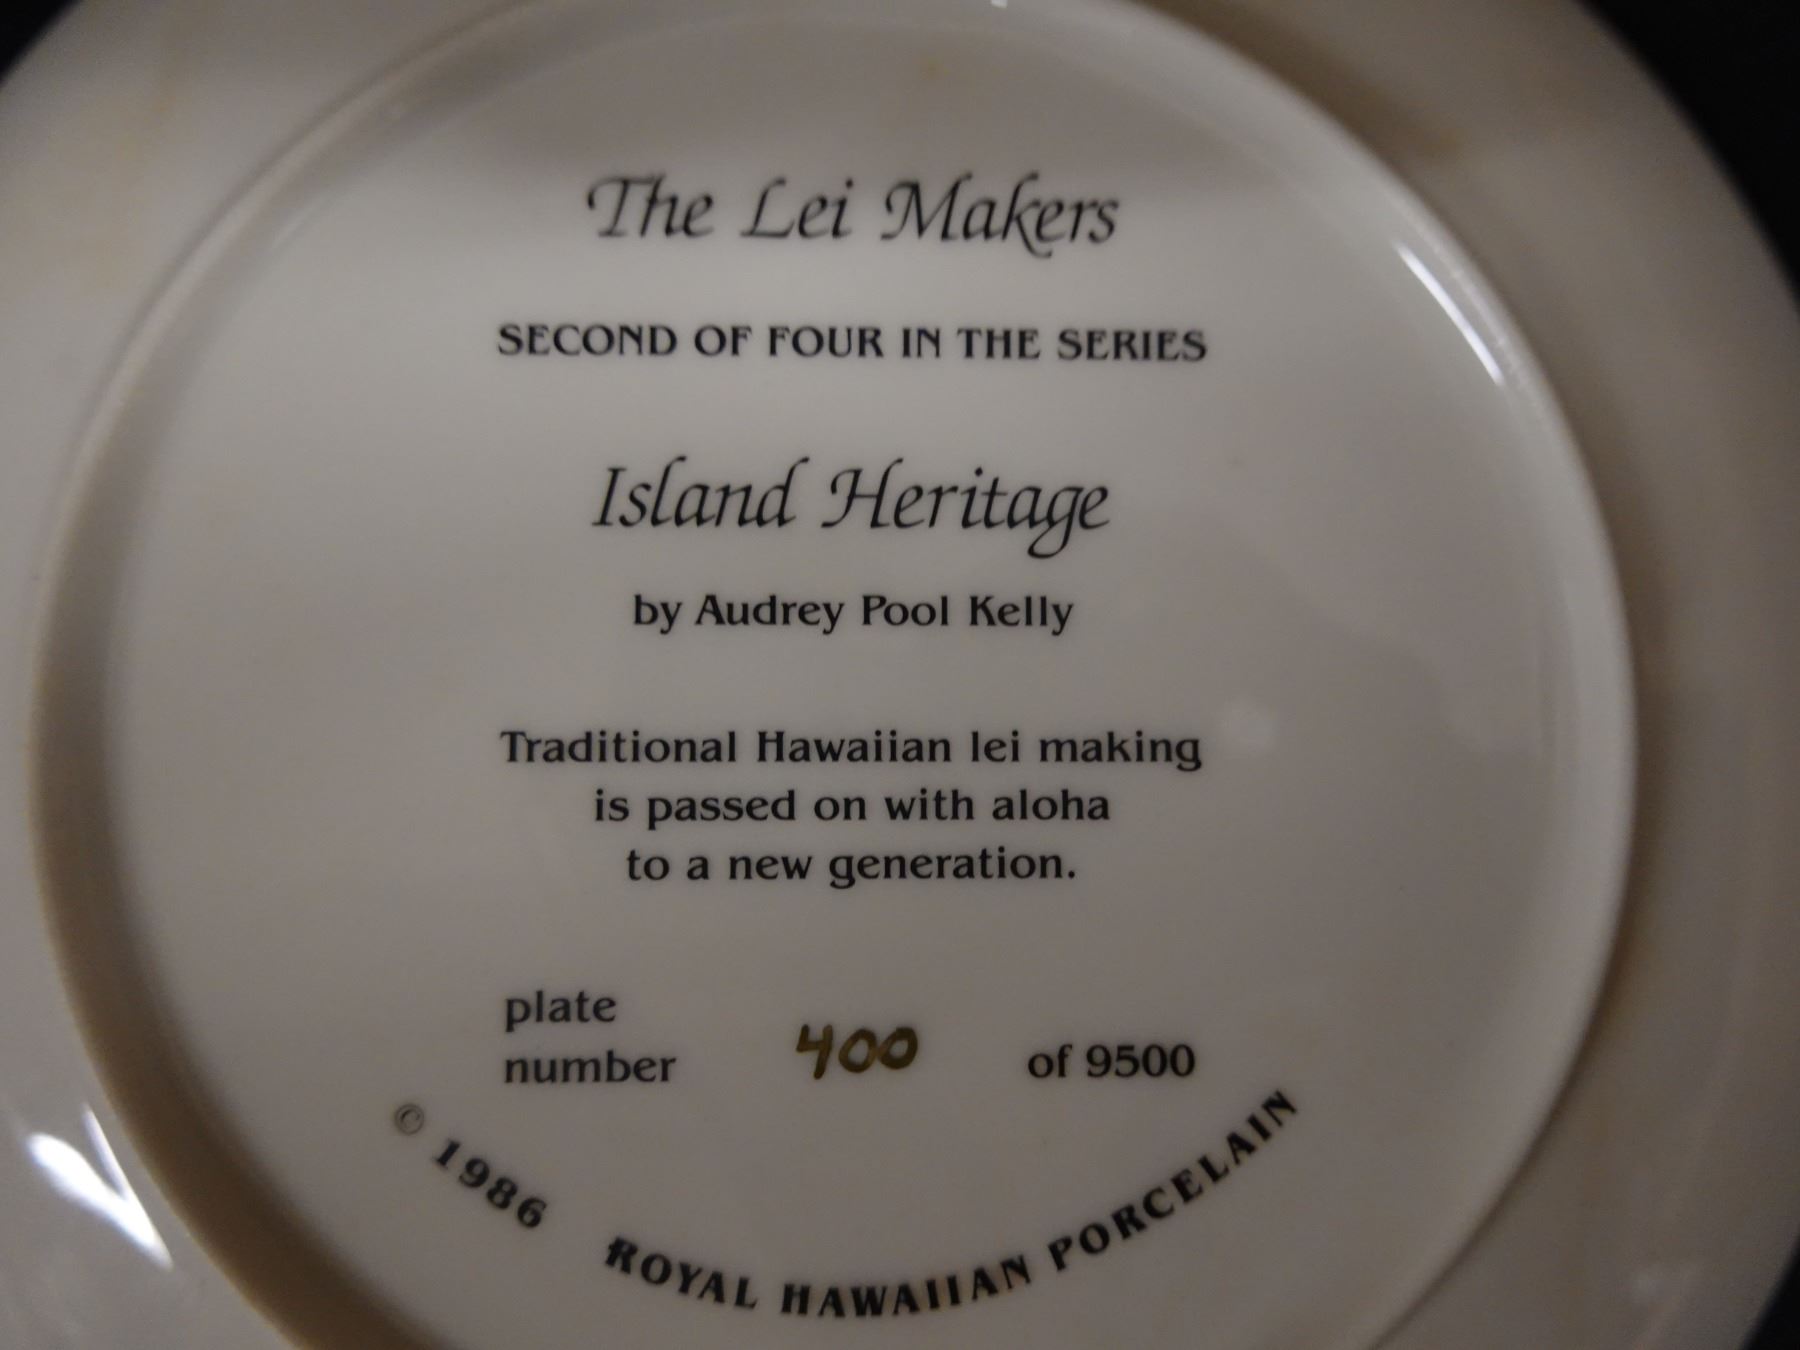 The Lei Makers
SECOND OF FOUR IN THE SERIES
Island Heritage
by Audrey Pool Kelly
Traditional Hawaiian lei making
is passed on with aloha
to a new generation.
plate
number 400 of 9500
© 1986 ROYAL HAWAIIAN PORCELAIN